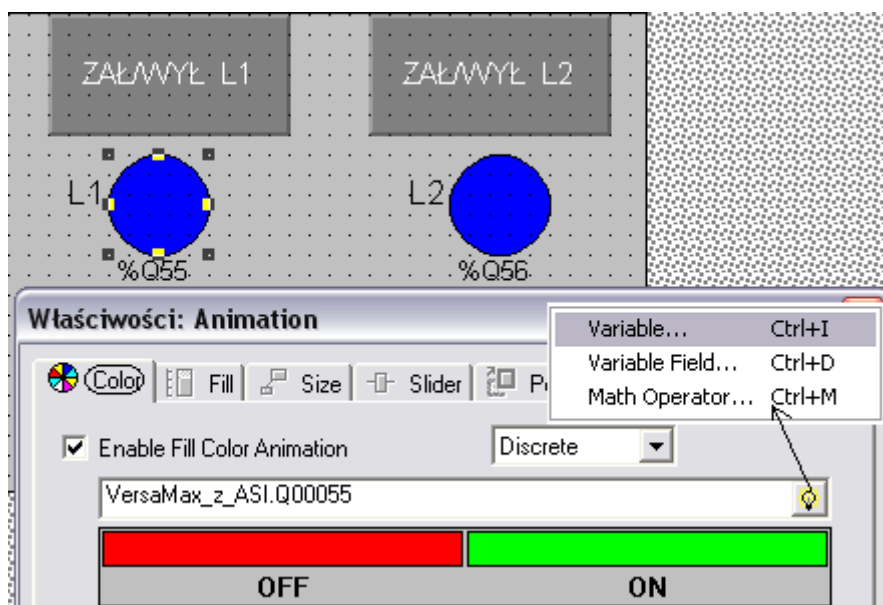 ZAŁ/WYŁ L1 ZAŁ/WYŁ L2
L1 L2
%Q55 %Q56
Właściwości: Animation
Variable... Ctrl+I
Variable Field... Ctrl+D
Math Operator... Ctrl+M
Color Fill Size Slider
Enable Fill Color Animation Discrete
VersaMax_z_ASI.Q00055
OFF ON